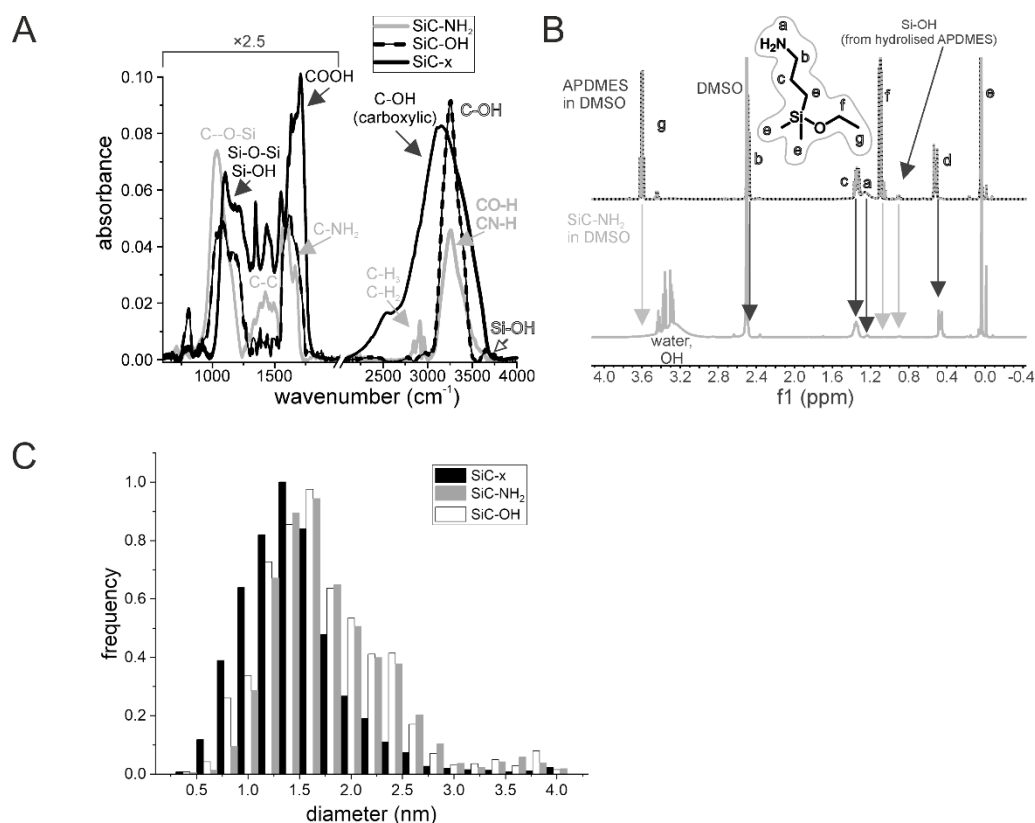 A
×2.5
SiC-NH2
SiC-OH
SiC-x
COOH
C-OH
(carboxylic)
C-OH
C--O-Si
Si-O-Si
Si-OH
C-NH2
CO-H
CN-H
C-C
C-H3
C-H2
Si-OH
absorbance
0.10
0.08
0.06
0.04
0.02
0.00
1000 1500 2500 3000 3500 4000
wavenumber (cm-1)
B
Si-OH
(from hydrolised APDMES)
a
H2N
b
c
e
f
Si
O
e
e
g
APDMES
in DMSO
DMSO
g
b
c
a
f
d
e
SiC-NH2
in DMSO
water,
OH
4.0 3.6 3.2 2.8 2.4 2.0 1.6 1.2 0.8 0.4 0.0 -0.4
f1 (ppm)
C
SiC-x
SiC-NH2
SiC-OH
frequency
1.0
0.8
0.6
0.4
0.2
0.0
0.5 1.0 1.5 2.0 2.5 3.0 3.5 4.0
diameter (nm)